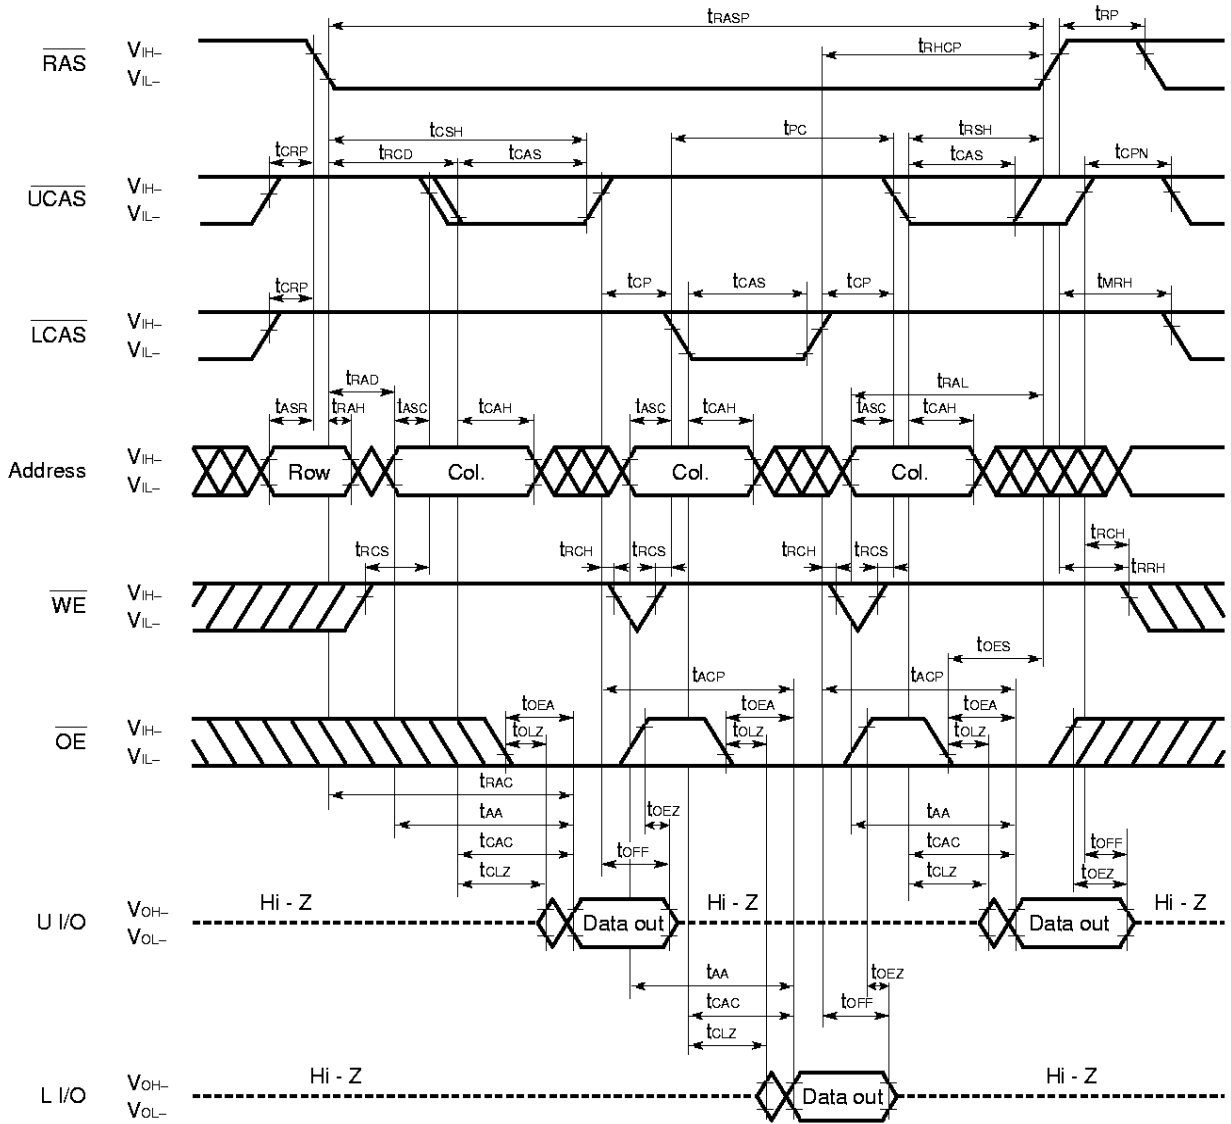 tRASP tRP
RAS VIH– tRHCP
VIL–
tCSH tPC tRSH
tCRP tRCD tCAS tCAS tCPN
UCAS VIH–
VIL–
tCRP tCP tCAS tCP tMRH
LCAS VIH–
VIL–
tRAD tRAL
tASR tRAH tASC tCAH tASC tCAH tASC tCAH
Address VIH– Row Col. Col. Col.
VIL–
tRCS tRCH tRCS tRCH tRCS tRCH
tRRH
WE VIH–
VIL–
tOES
tACP tACP
tOEA tOEA tOEA
OE VIH– tOLZ tOLZ tOLZ
VIL–
tRAC
tAA tOEZ tAA
tCAC tOFF tCAC tOFF
tCLZ tCLZ tOEZ
Hi - Z Hi - Z Hi - Z
U I/O VOH– Data out Data out
VOL–
tAA tOEZ
tCAC tOFF
tCLZ
Hi - Z Hi - Z
L I/O VOH– Data out
VOL–